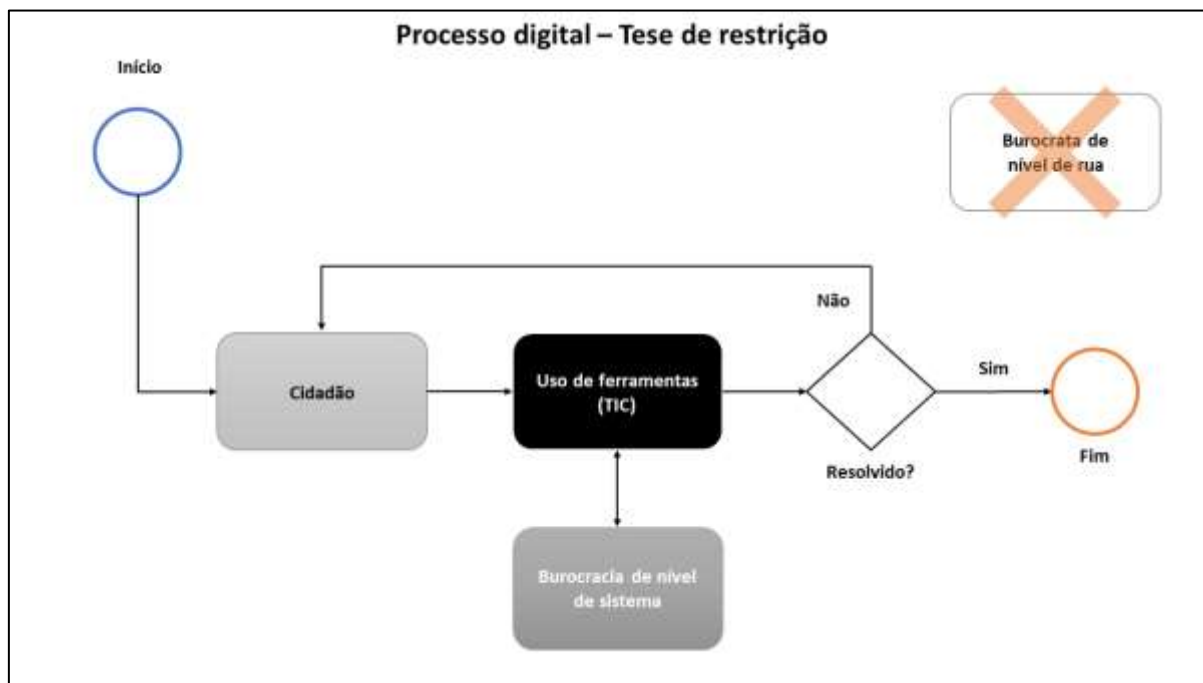 Processo digital – Tese de restrição
Início
Burocrata de
nível de rua
Não
Cidadão
Uso de ferramentas
(TIC)
Sim
Resolvido?
Fim
Burocracia de nível
de sistema